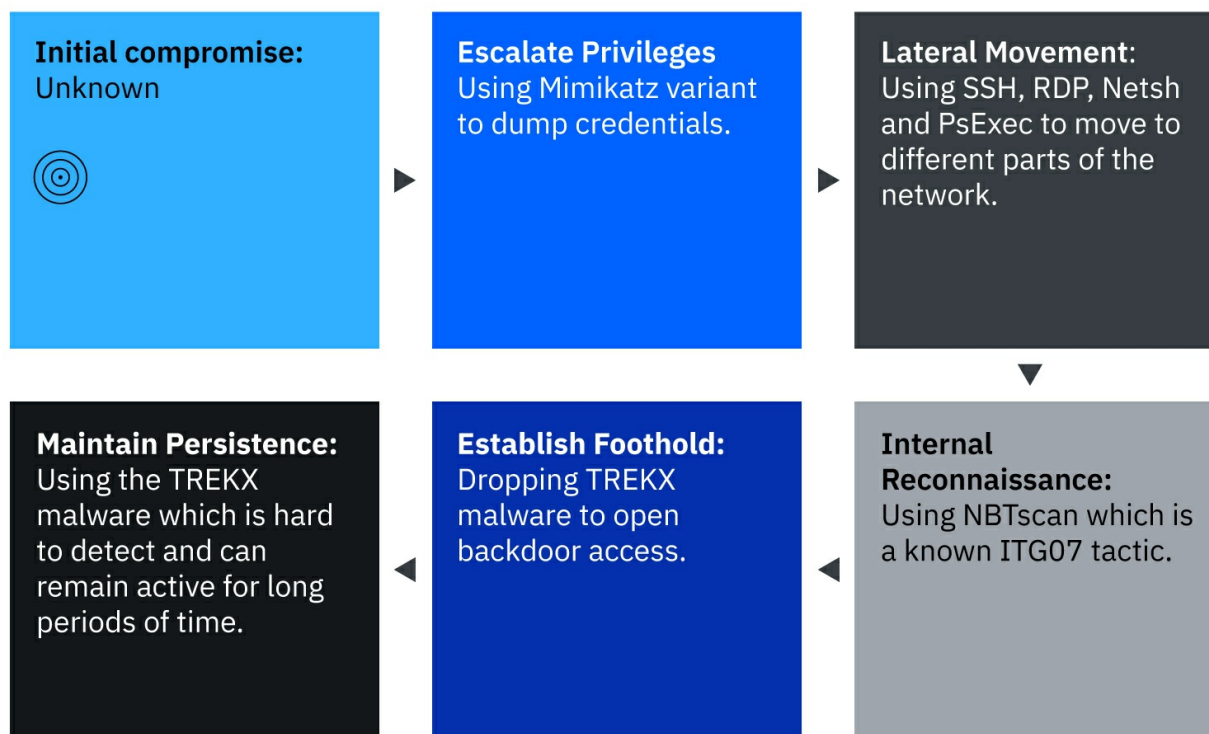 Initial compromise:
Unknown
Escalate Privileges
Using Mimikatz variant
to dump credentials.
Lateral Movement:
Using SSH, RDP, Netsh
and PsExec to move to
different parts of the
network.
Internal
Reconnaissance:
Using NBTscan which is
a known ITG07 tactic.
Establish Foothold:
Dropping TREKX
malware to open
backdoor access.
Maintain Persistence:
Using the TREKX
malware which is hard
to detect and can
remain active for long
periods of time.